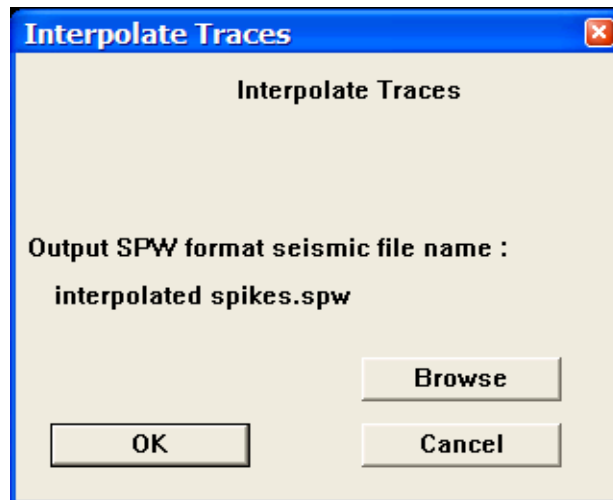 Interpolate Traces
Interpolate Traces
Output SPW format seismic file name :
interpolated spikes.spw
Browse
OK
Cancel